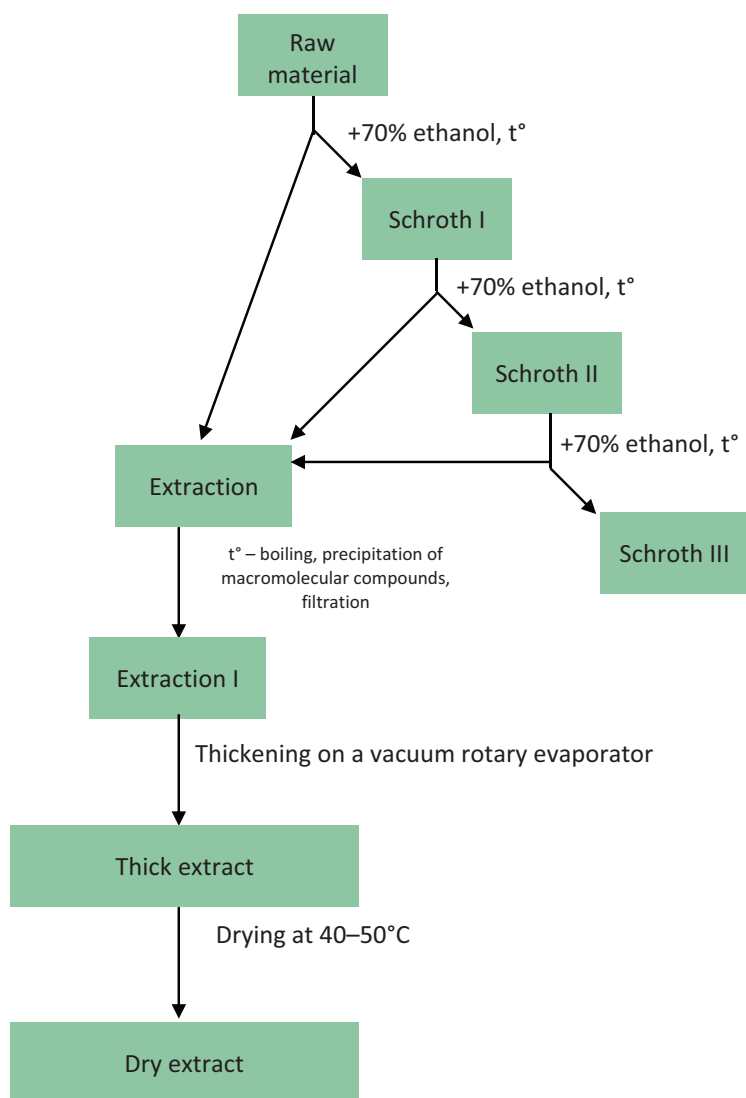 Raw
material
+70% ethanol, t°
Schroth I
+70% ethanol, t°
Schroth II
+70% ethanol, t°
Extraction
Schroth III
t° – boiling, precipitation of
macromolecular compounds,
filtration
Extraction I
Thickening on a vacuum rotary evaporator
Thick extract
Drying at 40–50°C
Dry extract